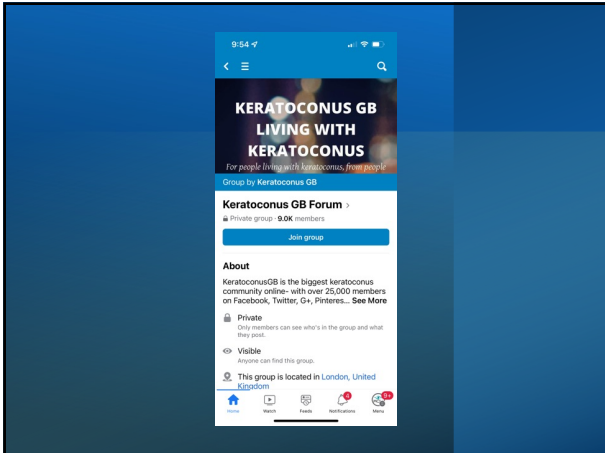 9:54
KERATOCONUS GB
LIVING WITH
KERATOCONUS
For people living with keratoconus, from people
Group by Keratoconus GB
Keratoconus GB Forum >
Private group · 9.0K members
Join group
About
KeratoconusGB is the biggest keratoconus
community online- with over 25,000 members
on Facebook, Twitter, G+, Pinteres... See More
Private
Only members can see who's in the group and what
they post.
Visible
Anyone can find this group.
This group is located in London, United
Kingdom
4
9+
Home Watch Feeds Notifications Menu